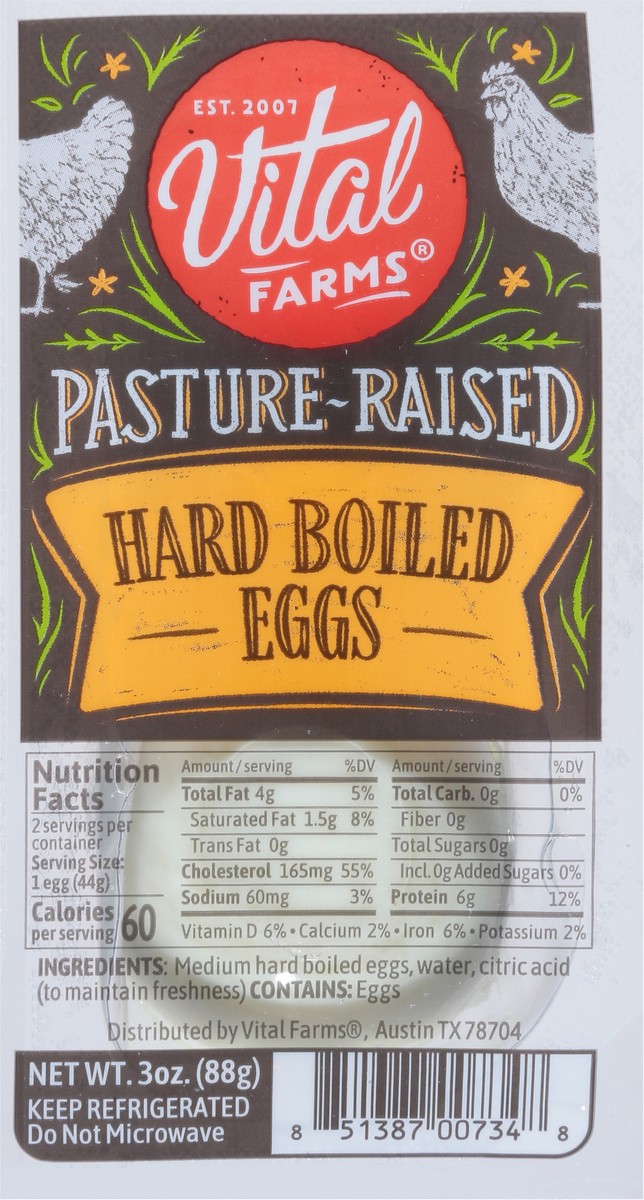 EST. 2007
Vital
FARMS®
PASTURE-RAISED
HARD BOILED
EGGS
Nutrition
Facts
2 servings per
container
Serving Size:
1 egg (44g)
Calories
per serving 60
Amount/serving %DV
Total Fat 4g 5%
Saturated Fat 1.5g 8%
Trans Fat 0g
Cholesterol 165mg 55%
Sodium 60mg 3%
Amount/serving %DV
Total Carb. 0g 0%
Fiber 0g
Total Sugars 0g
Incl. 0g Added Sugars 0%
Protein 6g 12%
Vitamin D 6% • Calcium 2% • Iron 6% • Potassium 2%
INGREDIENTS: Medium hard boiled eggs, water, citric acid
(to maintain freshness) CONTAINS: Eggs
Distributed by Vital Farms®, Austin TX 78704
NET WT. 3oz. (88g)
KEEP REFRIGERATED
Do Not Microwave
8 51387 00734 8